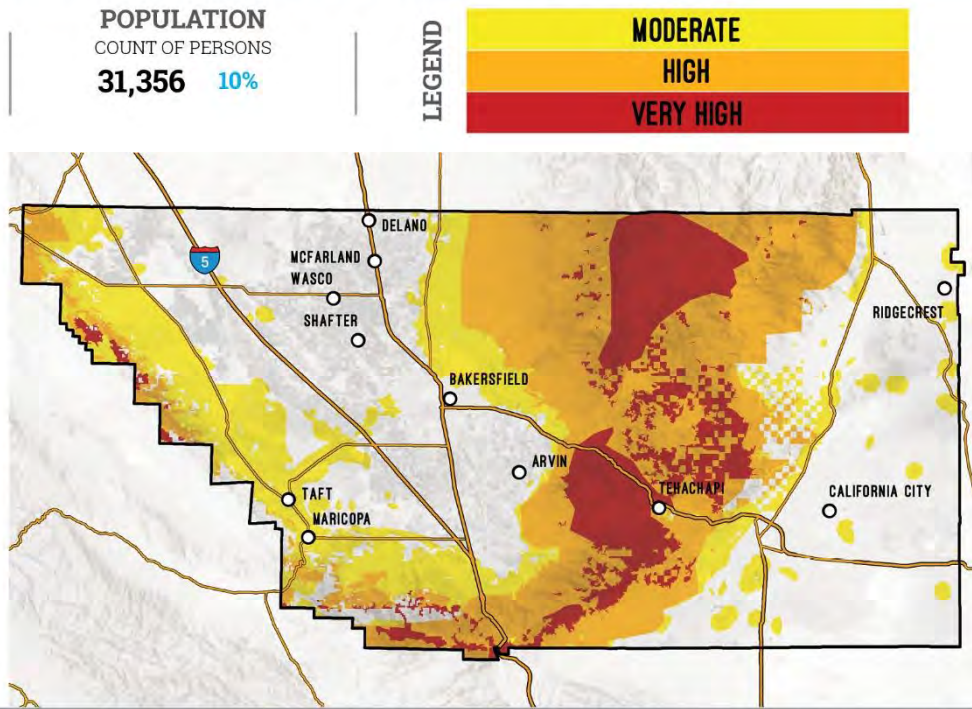 POPULATION
COUNT OF PERSONS
31,356 10%
LEGEND
MODERATE
HIGH
VERY HIGH
DELANO
5
MCFARLAND
WASCO
SHAFTER
RIDGECREST
BAKERSFIELD
ARVIN
TAFT
TEHACHAPI
CALIFORNIA CITY
MARICOPA